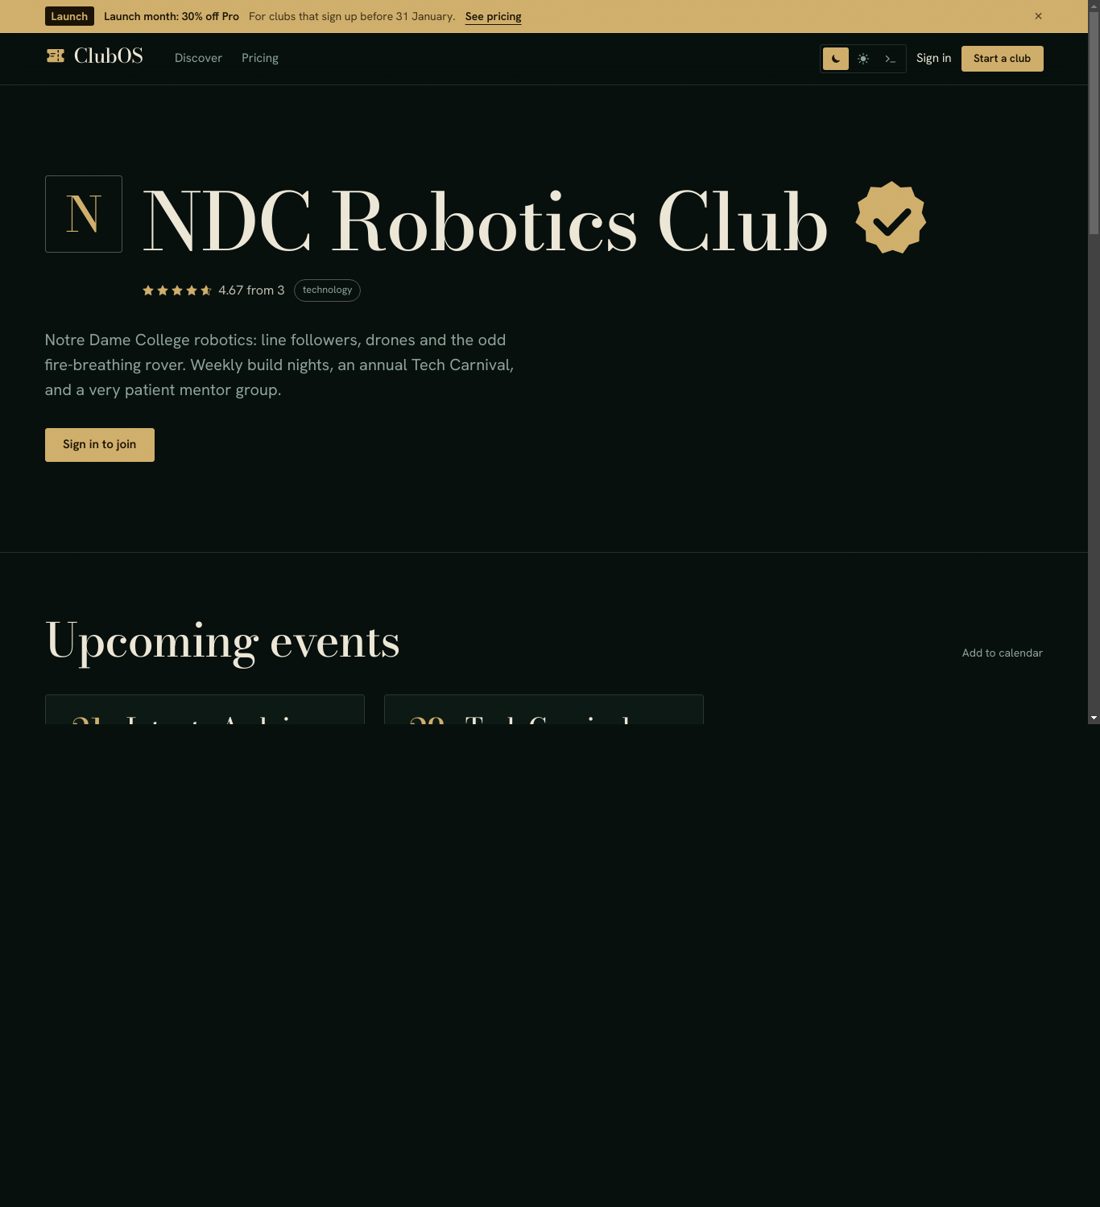 Launch Launch month: 30% off Pro For clubs that sign up before 31 January. See pricing ×
ClubOS Discover Pricing Sign in Start a club
N NDC Robotics Club
4.67 from 3 technology
Notre Dame College robotics: line followers, drones and the odd
fire-breathing rover. Weekly build nights, an annual Tech Carnival,
and a very patient mentor group.
Sign in to join
Upcoming events
Add to calendar